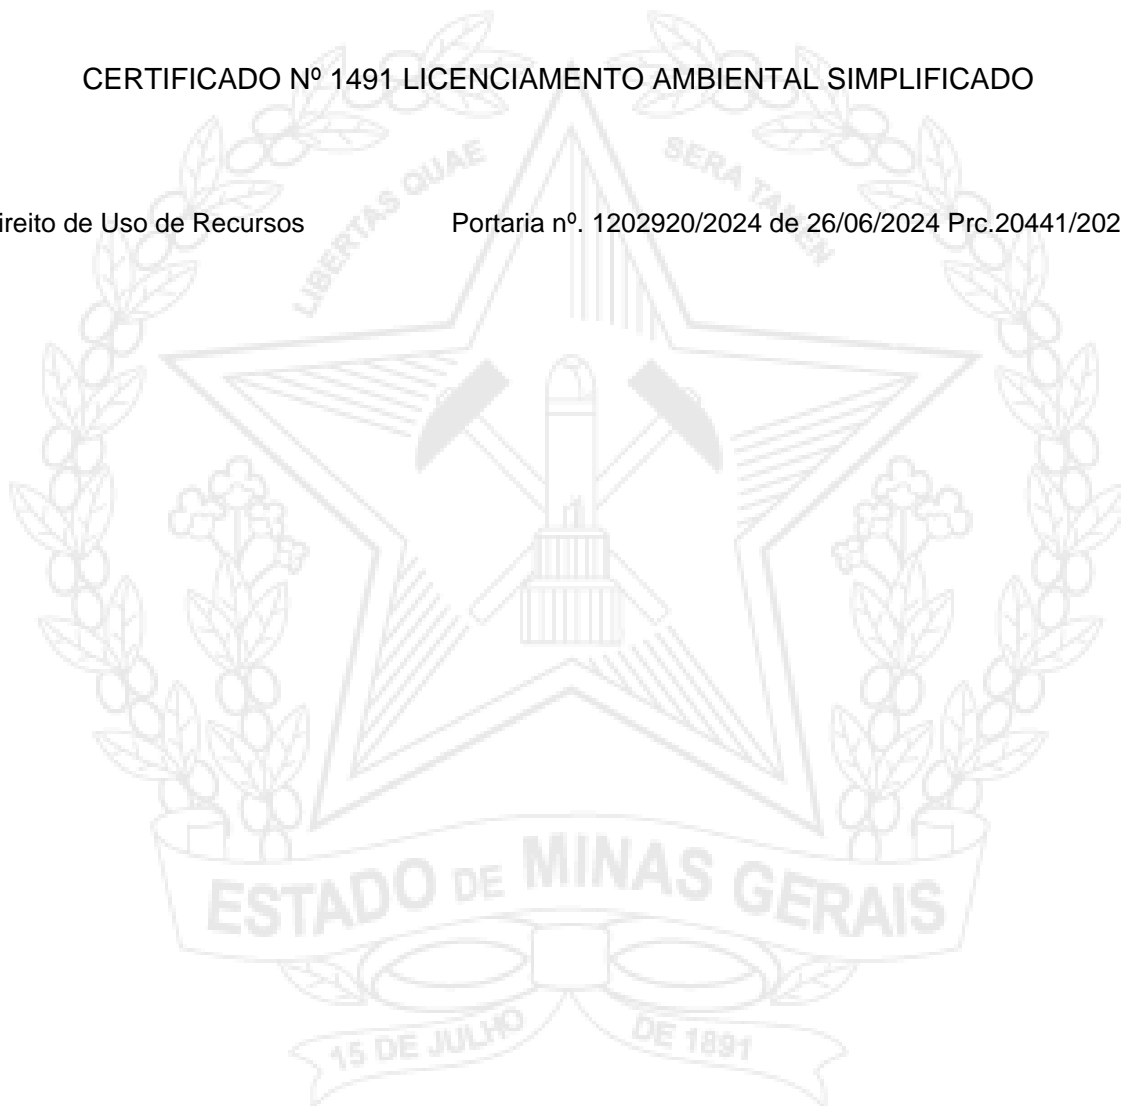 CERTIFICADO Nº 1491 LICENCIAMENTO AMBIENTAL SIMPLIFICADO
LIBERTAS QUAE SERA TAMEN
ireito de Uso de Recursos Portaria nº. 1202920/2024 de 26/06/2024 Prc.20441/202
ESTADO DE MINAS GERAIS
15 DE JULHO DE 1891